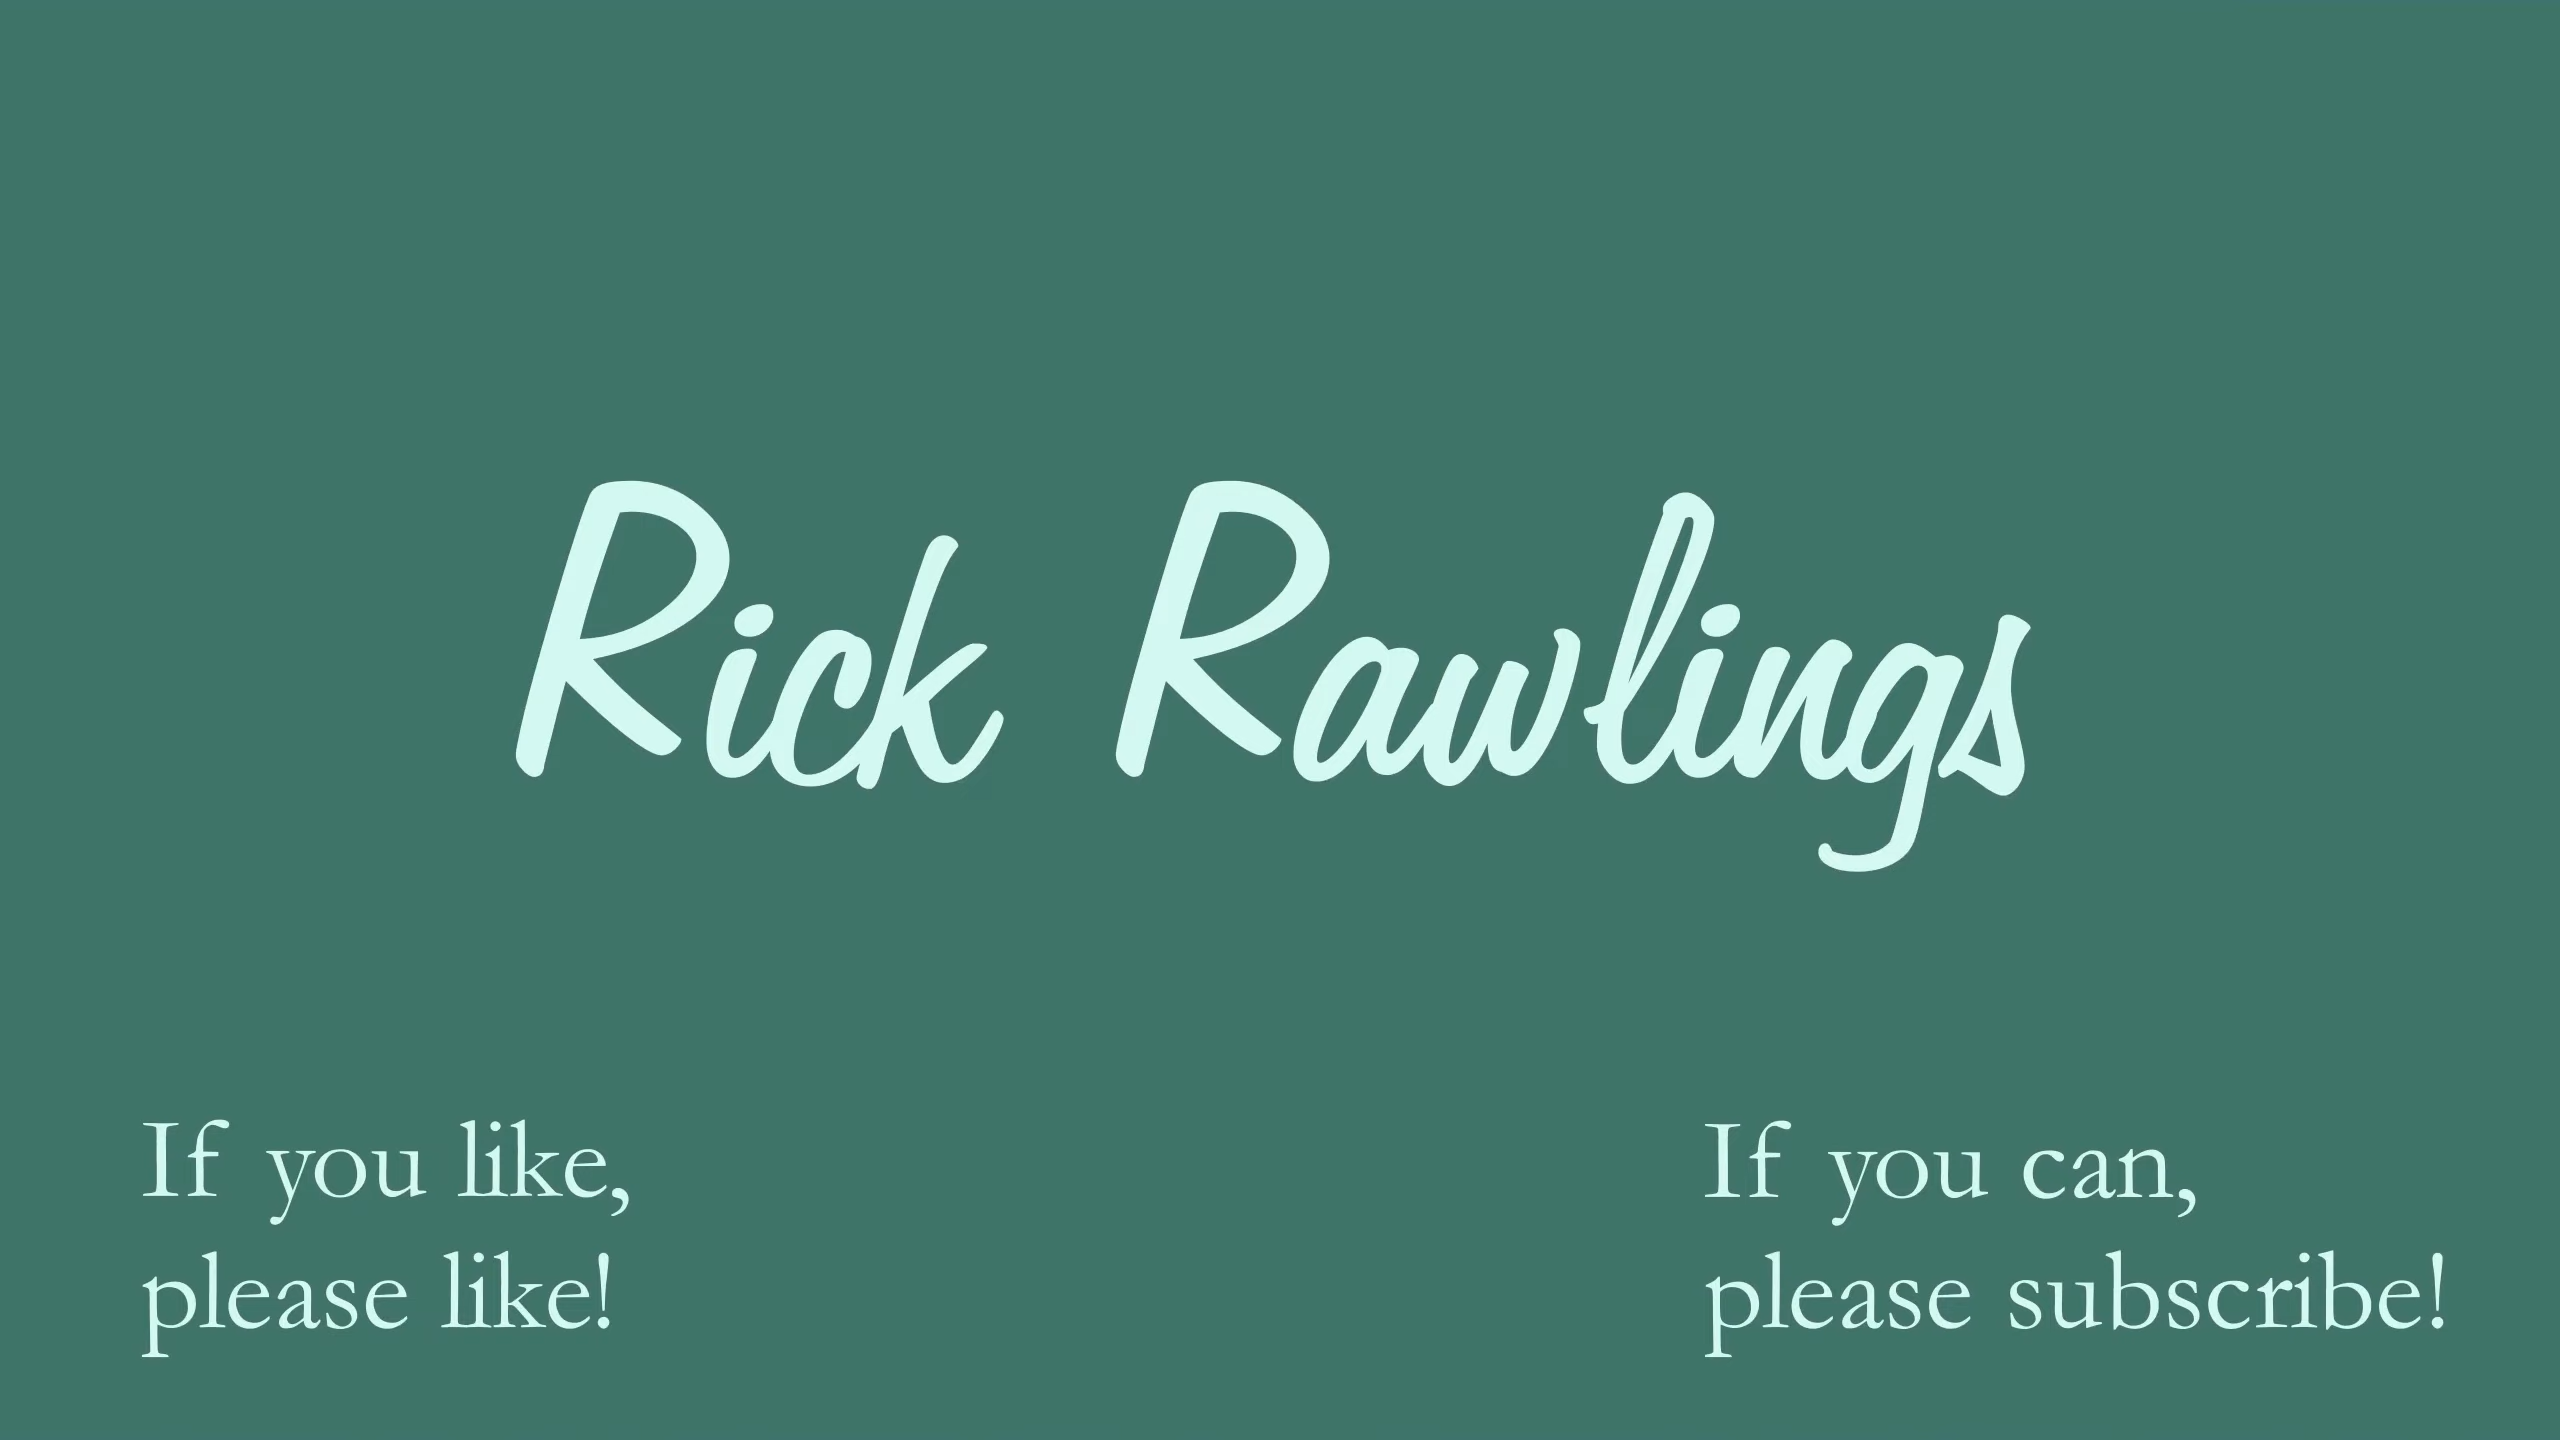 Rick Rawlings
If you like,
please like!
If you can,
please subscribe!